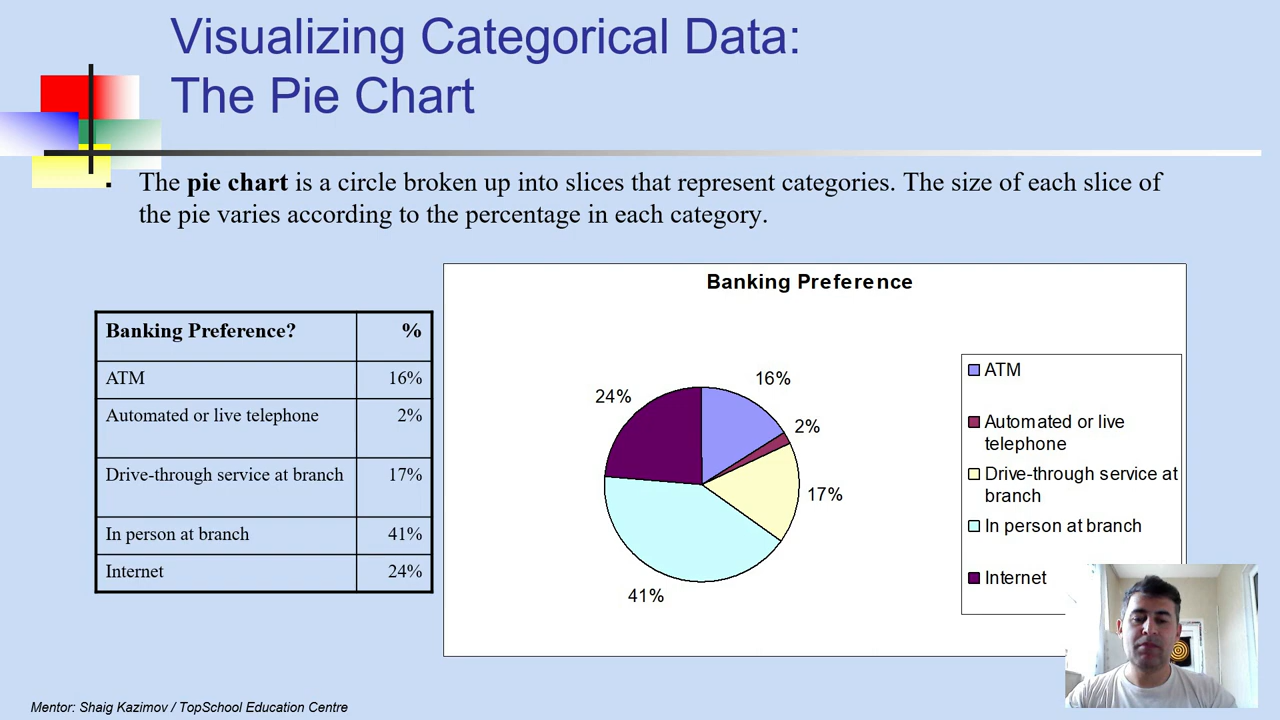 Visualizing Categorical Data:
The Pie Chart
The pie chart is a circle broken up into slices that represent categories. The size of each slice of
the pie varies according to the percentage in each category.
Banking Preference? %
ATM 16%
Automated or live telephone 2%
Drive-through service at branch 17%
In person at branch 41%
Internet 24%
Banking Preference
16%
24%
2%
17%
41%
ATM
Automated or live
telephone
Drive-through service at
branch
In person at branch
Internet
Mentor: Shaig Kazimov / TopSchool Education Centre